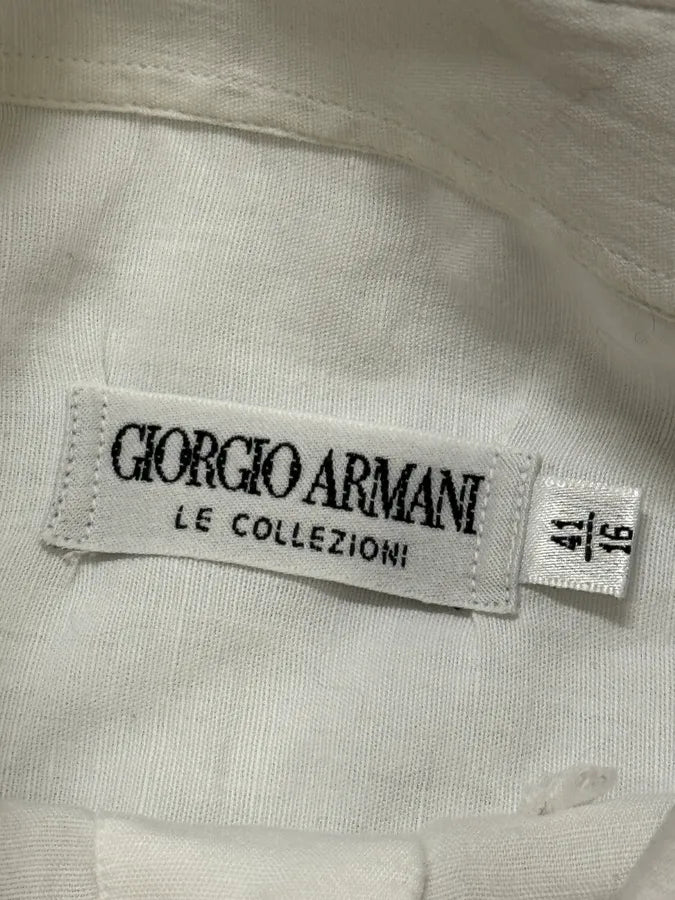 GIORGIO ARMANI
LE COLLEZIONI
41
16